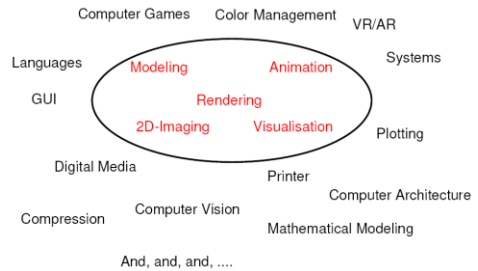 Computer Games
Color Management
VR/AR
Languages
Modeling
Animation
Systems
GUI
Rendering
2D-Imaging
Visualisation
Plotting
Digital Media
Printer
Computer Architecture
Compression
Computer Vision
Mathematical Modeling
And, and, and, ....